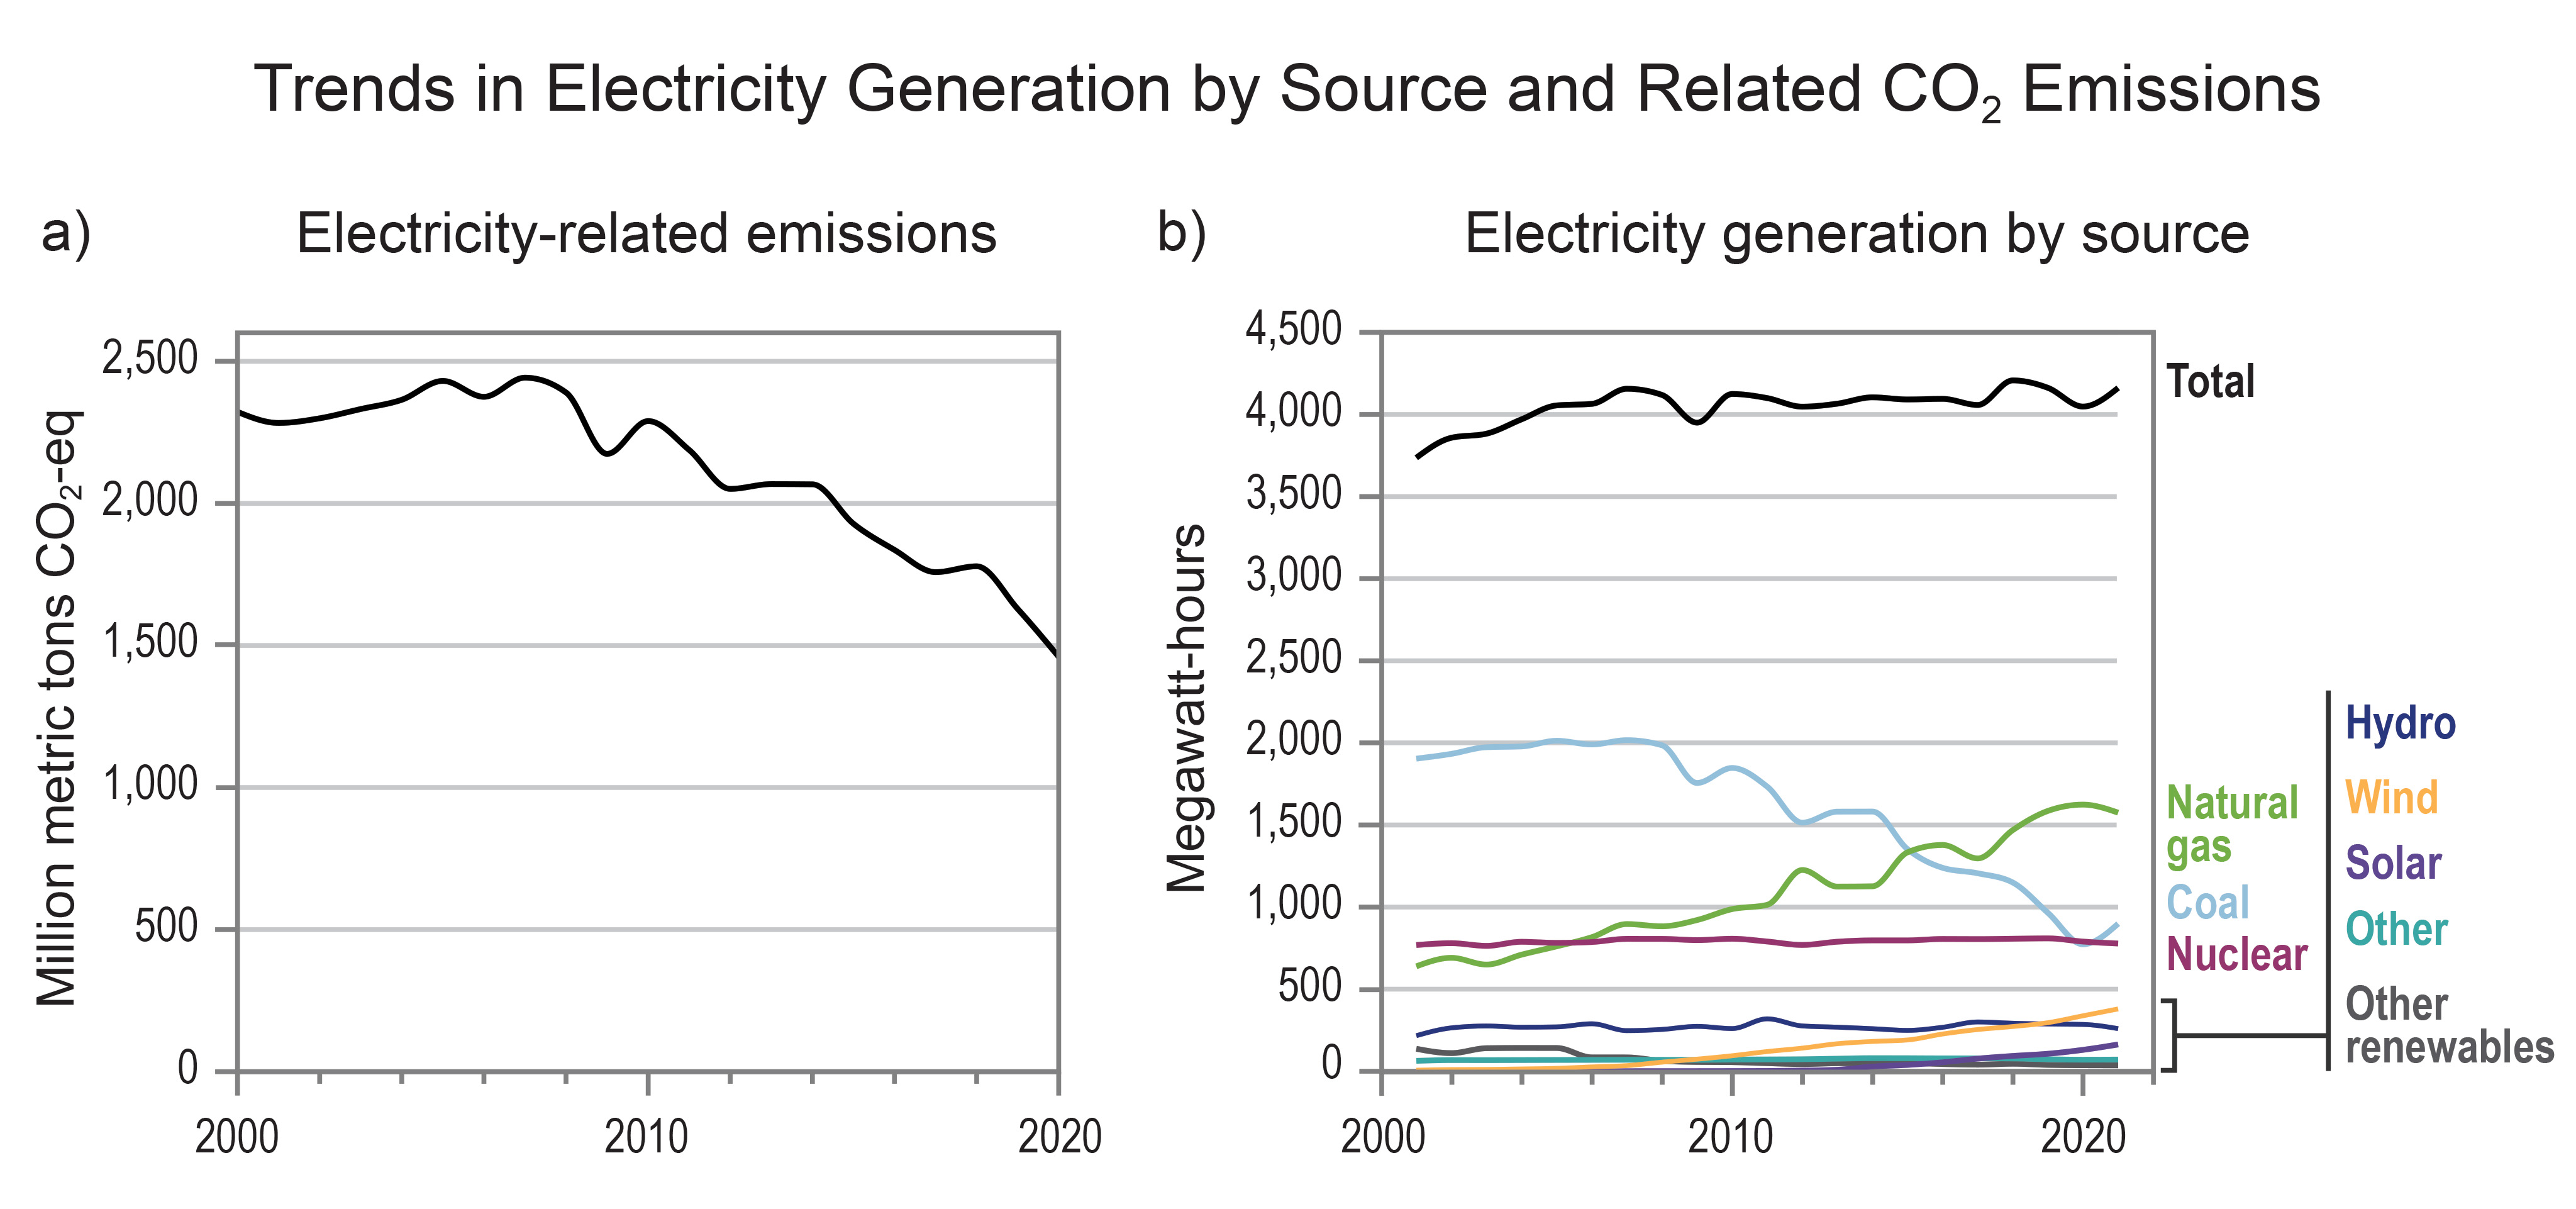 Trends in Electricity Generation by Source and Related CO₂ Emissions
a)
Electricity-related emissions
Million metric tons CO₂-eq
2,500
2,000
1,500
1,000
500
0
2000
2010
2020
b)
Electricity generation by source
Megawatt-hours
4,500
4,000
3,500
3,000
2,500
2,000
1,500
1,000
500
0
2000
2010
2020
Total
Natural
gas
Coal
Nuclear
Hydro
Wind
Solar
Other
Other
renewables